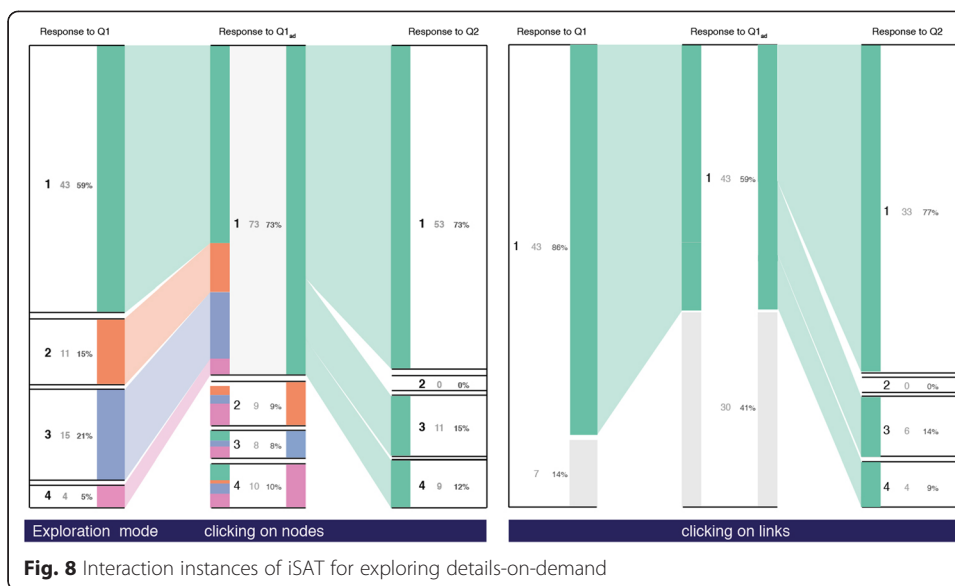 Response to Q1 Response to Q1ad Response to Q2
1 43 59%
2 11 15%
3 15 21%
4 4 5%
1 73 73%
2 9 9%
3 8 8%
4 10 10%
1 53 73%
2 0 0%
3 11 15%
4 9 12%
Exploration mode clicking on nodes
Response to Q1 Response to Q1ad Response to Q2
1 43 86%
7 14%
1 43 59%
30 41%
1 33 77%
2 0 0%
3 6 14%
4 4 9%
clicking on links
Fig. 8 Interaction instances of iSAT for exploring details-on-demand